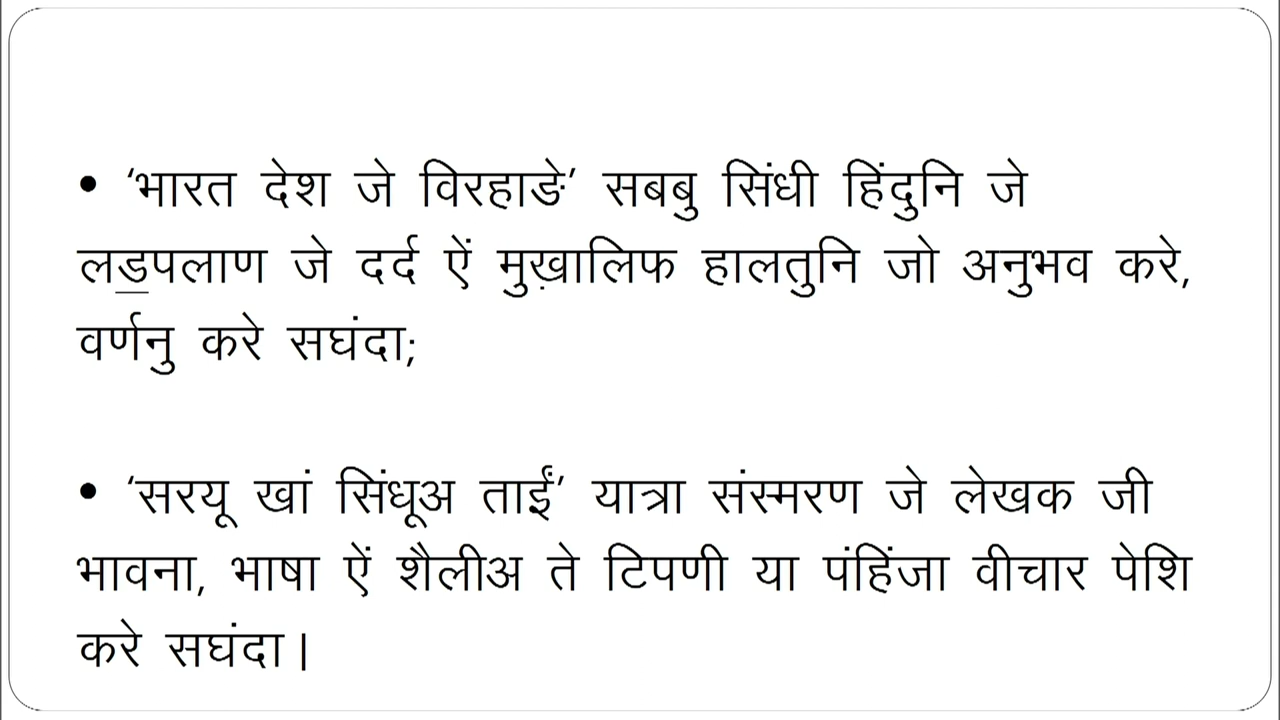 • ‘भारत देश जे विरहाङे’ सबबु सिंधी हिंदुनि जे
लड॒पलाण जे दर्द ऐं मुख़ालिफ हालतुनि जो अनुभव करे,
वर्णनु करे सघंदा;
• ‘सरयू खां सिंधूअ ताईं’ यात्रा संस्मरण जे लेखक जी
भावना, भाषा ऐं शैलीअ ते टिपणी या पंहिंजा वीचार पेशि
करे सघंदा।